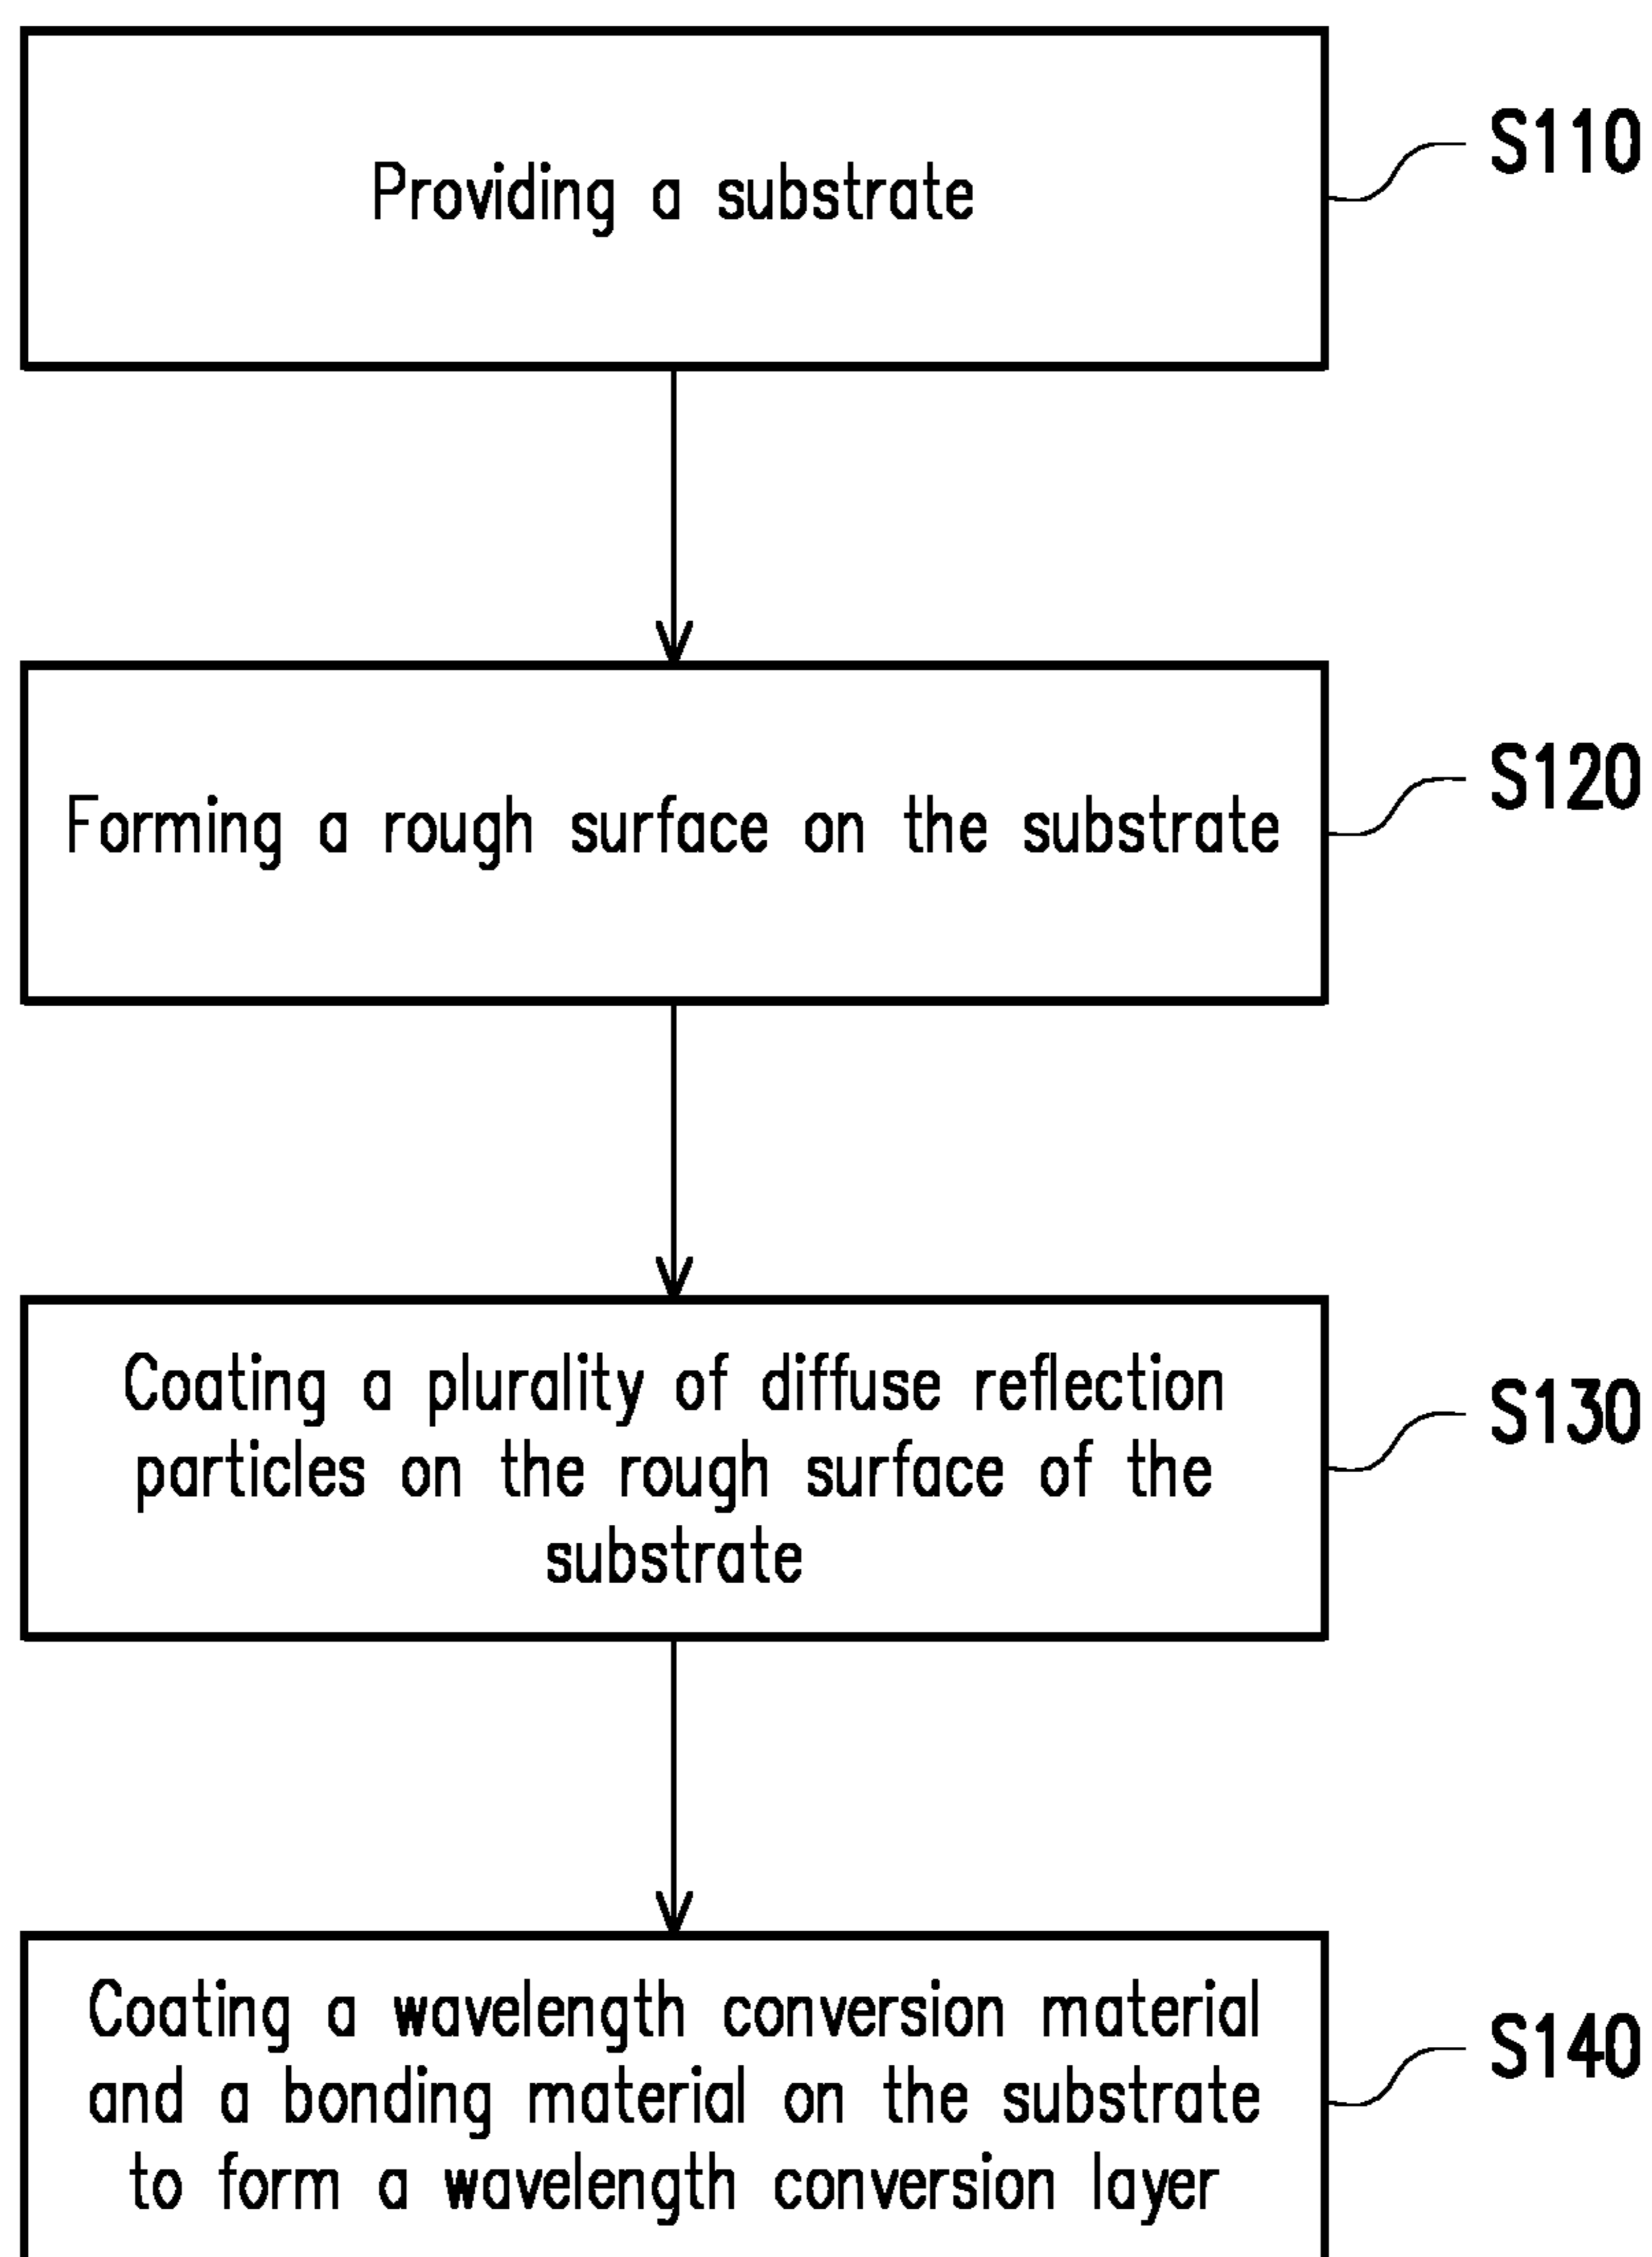 Providing a substrate
S110
Forming a rough surface on the substrate
S120
Coating a plurality of diffuse reflection
particles on the rough surface of the
substrate
S130
Coating a wavelength conversion material
and a bonding material on the substrate
to form a wavelength conversion layer
S140